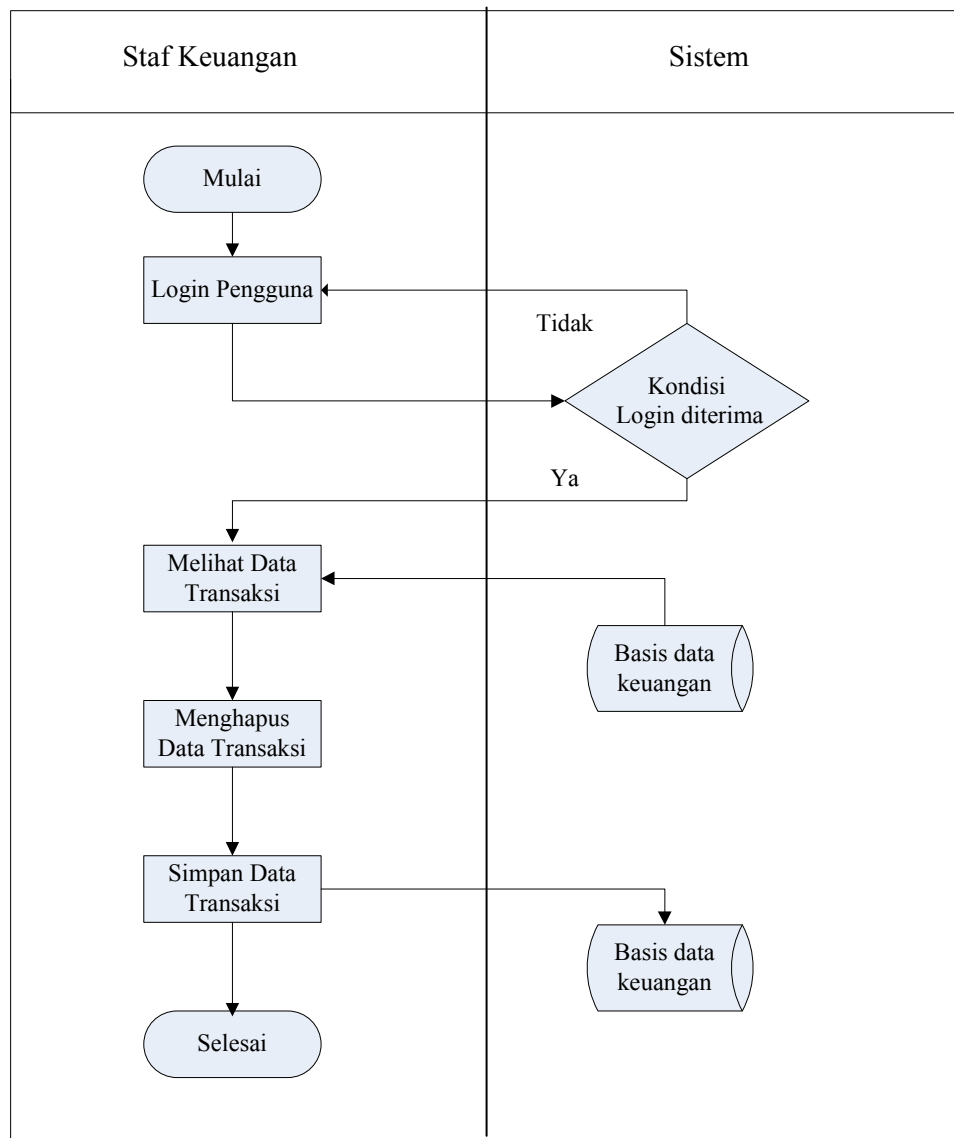 Staf Keuangan
Sistem
Mulai
Login Pengguna
Tidak
Kondisi
Login diterima
Ya
Melihat Data
Transaksi
Basis data
keuangan
Menghapus
Data Transaksi
Simpan Data
Transaksi
Basis data
keuangan
Selesai